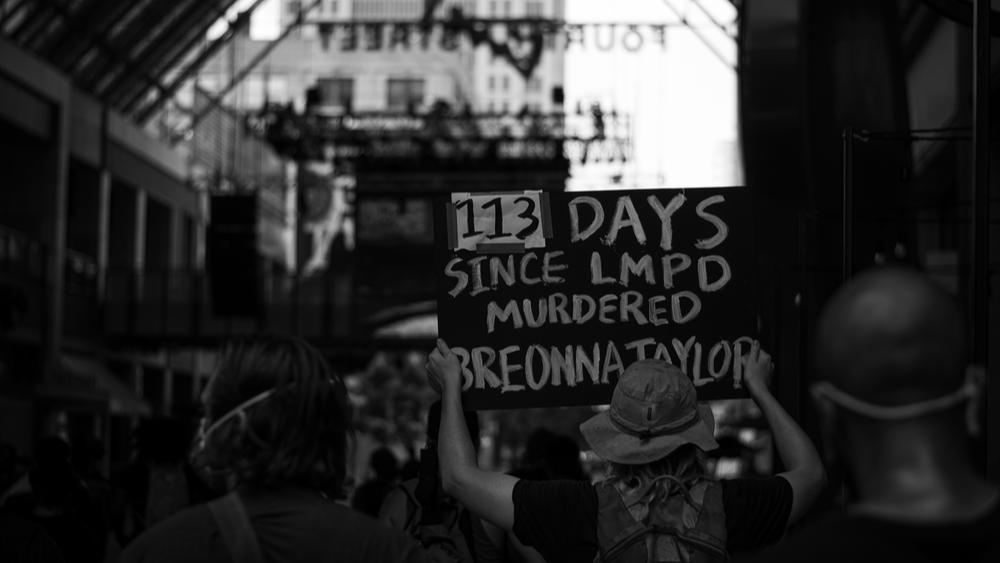 113 DAYS
SINCE LMPD
MURDERED
BREONNA TAYLOR